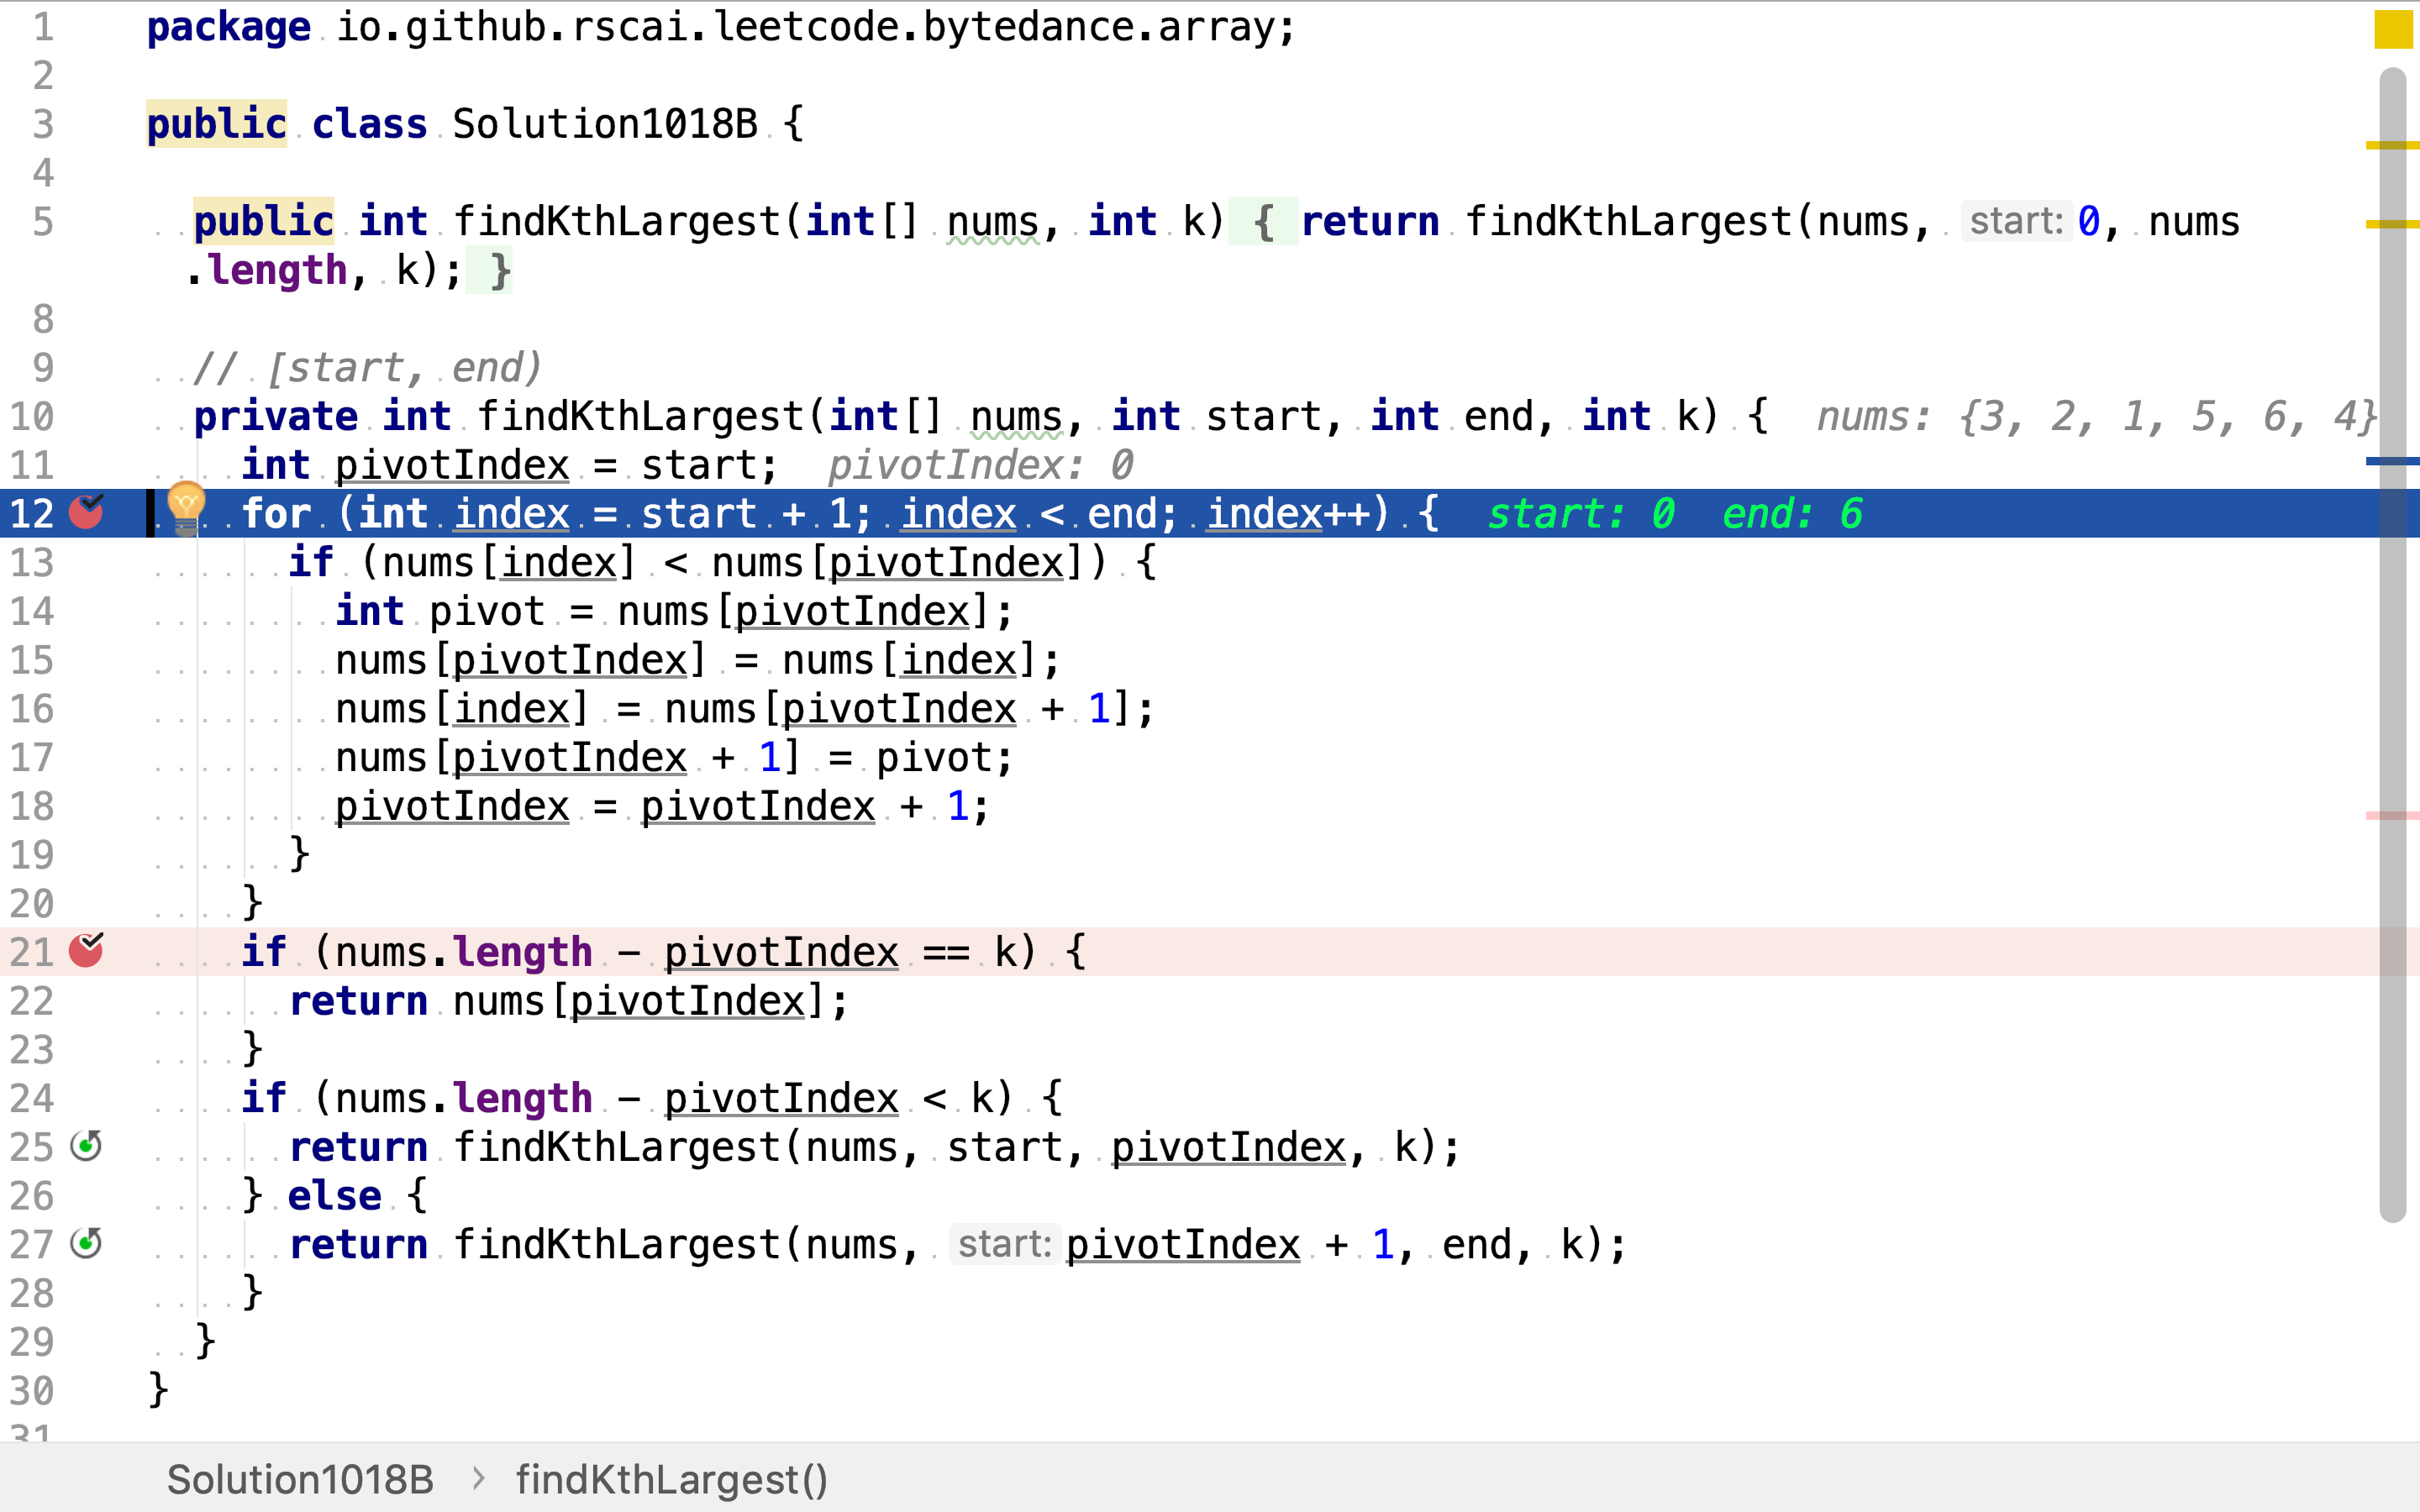 1 package io.github.rscai.leetcode.bytedance.array;
2
3 public class Solution1018B {
4
5 public int findKthLargest(int[] nums, int k) { return findKthLargest(nums, start: 0, nums
.length, k); }
8
9 // [start, end)
10 private int findKthLargest(int[] nums, int start, int end, int k) { nums: {3, 2, 1, 5, 6, 4}
11 int pivotIndex = start; pivotIndex: 0
12 for (int index = start + 1; index < end; index++) { start: 0 end: 6
13 if (nums[index] < nums[pivotIndex]) {
14 int pivot = nums[pivotIndex];
15 nums[pivotIndex] = nums[index];
16 nums[index] = nums[pivotIndex + 1];
17 nums[pivotIndex + 1] = pivot;
18 pivotIndex = pivotIndex + 1;
19 }
20 }
21 if (nums.length - pivotIndex == k) {
22 return nums[pivotIndex];
23 }
24 if (nums.length - pivotIndex < k) {
25 return findKthLargest(nums, start, pivotIndex, k);
26 } else {
27 return findKthLargest(nums, start: pivotIndex + 1, end, k);
28 }
29 }
30 }
31
Solution1018B > findKthLargest()